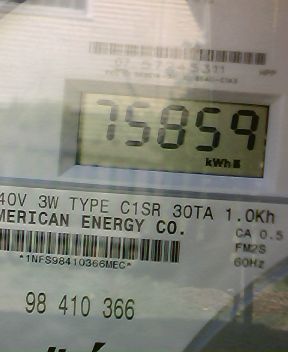 75859
kWh
40V 3W TYPE C1SR 30TA 1.0Kh
MERICAN ENERGY CO.
CA 0.5
FM2S
60Hz
*1NFS98410366MEC*
98 410 366